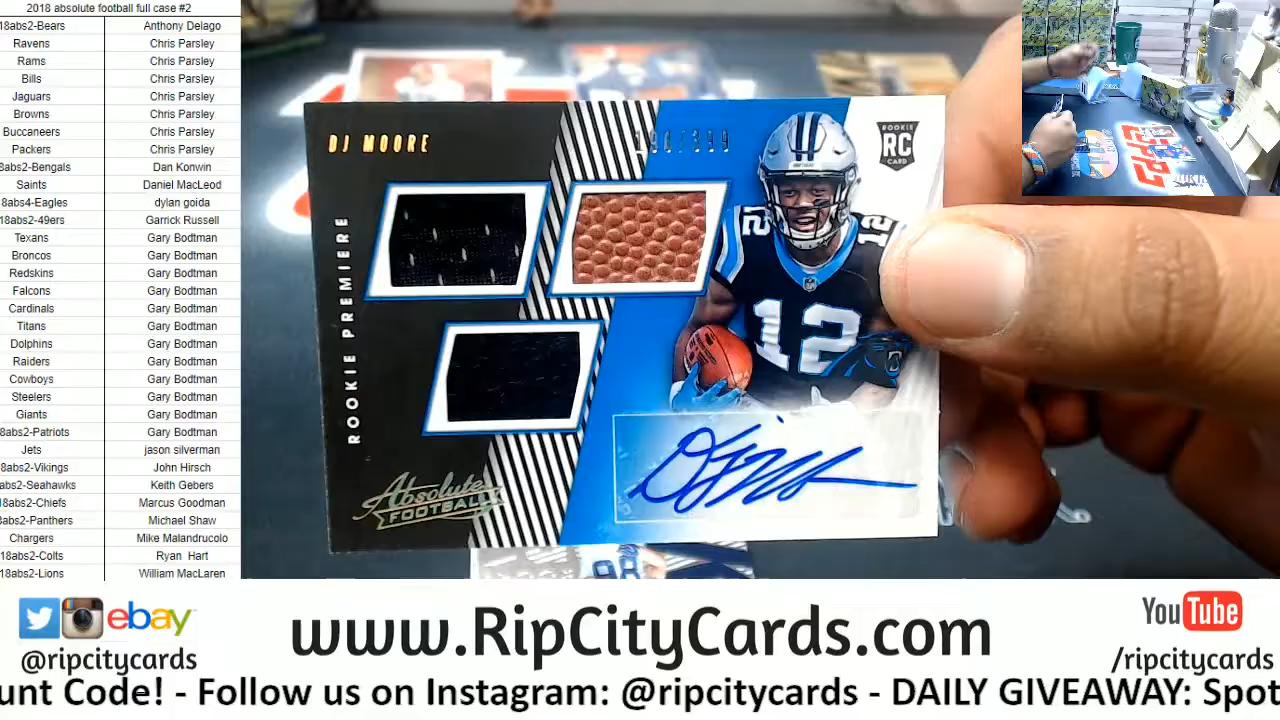 2018 absolute football full case #2
18abs2-Bears Anthony Delago
Ravens Chris Parsley
Rams Chris Parsley
Bills Chris Parsley
Jaguars Chris Parsley
Browns Chris Parsley
Buccaneers Chris Parsley
Packers Chris Parsley
8abs2-Bengals Dan Konwin
Saints Daniel MacLeod
8abs4-Eagles dylan goida
18abs2-49ers Garrick Russell
Texans Gary Bodtman
Broncos Gary Bodtman
Redskins Gary Bodtman
Falcons Gary Bodtman
Cardinals Gary Bodtman
Titans Gary Bodtman
Dolphins Gary Bodtman
Raiders Gary Bodtman
Cowboys Gary Bodtman
Steelers Gary Bodtman
Giants Gary Bodtman
8abs2-Patriots Gary Bodtman
Jets jason silverman
18abs2-Vikings John Hirsch
abs2-Seahawks Keith Gebers
18abs2-Chiefs Marcus Goodman
8abs2-Panthers Michael Shaw
Chargers Mike Malandrucolo
18abs2-Colts Ryan Hart
18abs2-Lions William MacLaren
DJ MOORE
ROOKIE
RC
CARD
ROOKIE PREMIERE
12
12
12
Absolute
FOOTBALL
ebay
@ripcitycards
www.RipCityCards.com
YouTube
/ripcitycards
unt Code! - Follow us on Instagram: @ripcitycards - DAILY GIVEAWAY: Spot